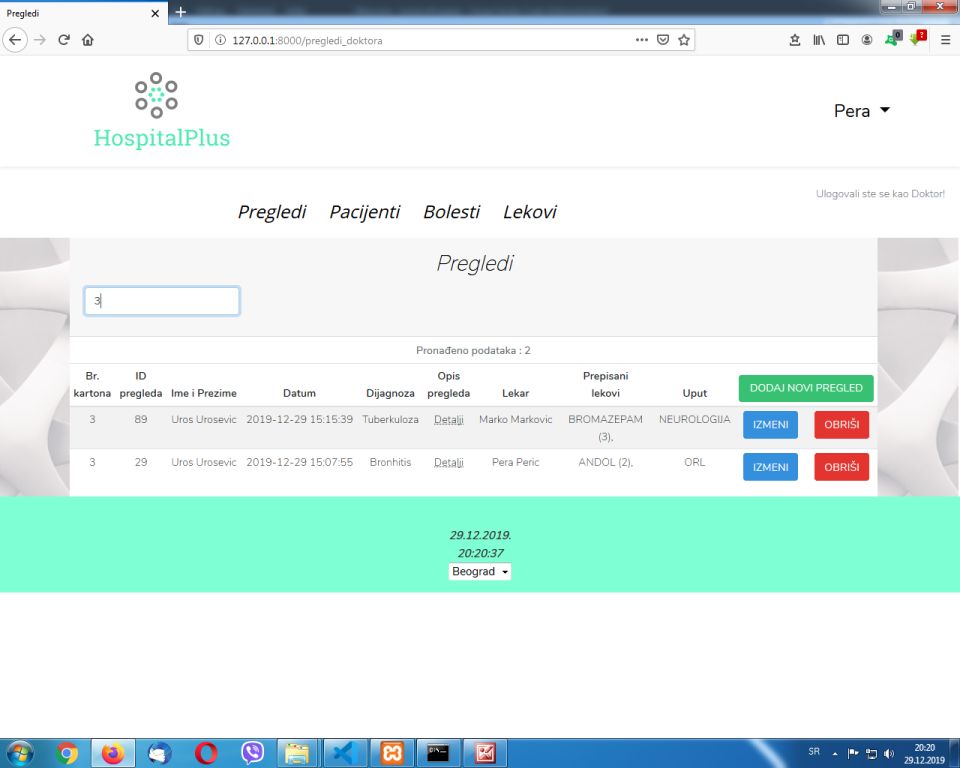 Pregledi
127.0.0.1:8000/pregledi_doktora
0
?
HospitalPlus
Pera
Ulogovali ste se kao Doktor!
Pregledi Pacijenti Bolesti Lekovi
Pregledi
3
Pronađeno podataka : 2
Br. kartona ID pregleda Ime i Prezime Datum Dijagnoza Opis pregleda Lekar Prepisani lekovi Uput DODAJ NOVI PREGLED
3 89 Uros Urosevic 2019-12-29 15:15:39 Tuberkuloza Detalji Marko Markovic BROMAZEPAM (3), NEUROLOGIJA IZMENI OBRIŠI
3 29 Uros Urosevic 2019-12-29 15:07:55 Bronhitis Detalji Pera Peric ANDOL (2), ORL IZMENI OBRIŠI
29.12.2019.
20:20:37
Beograd
SR
20:20
29.12.2019